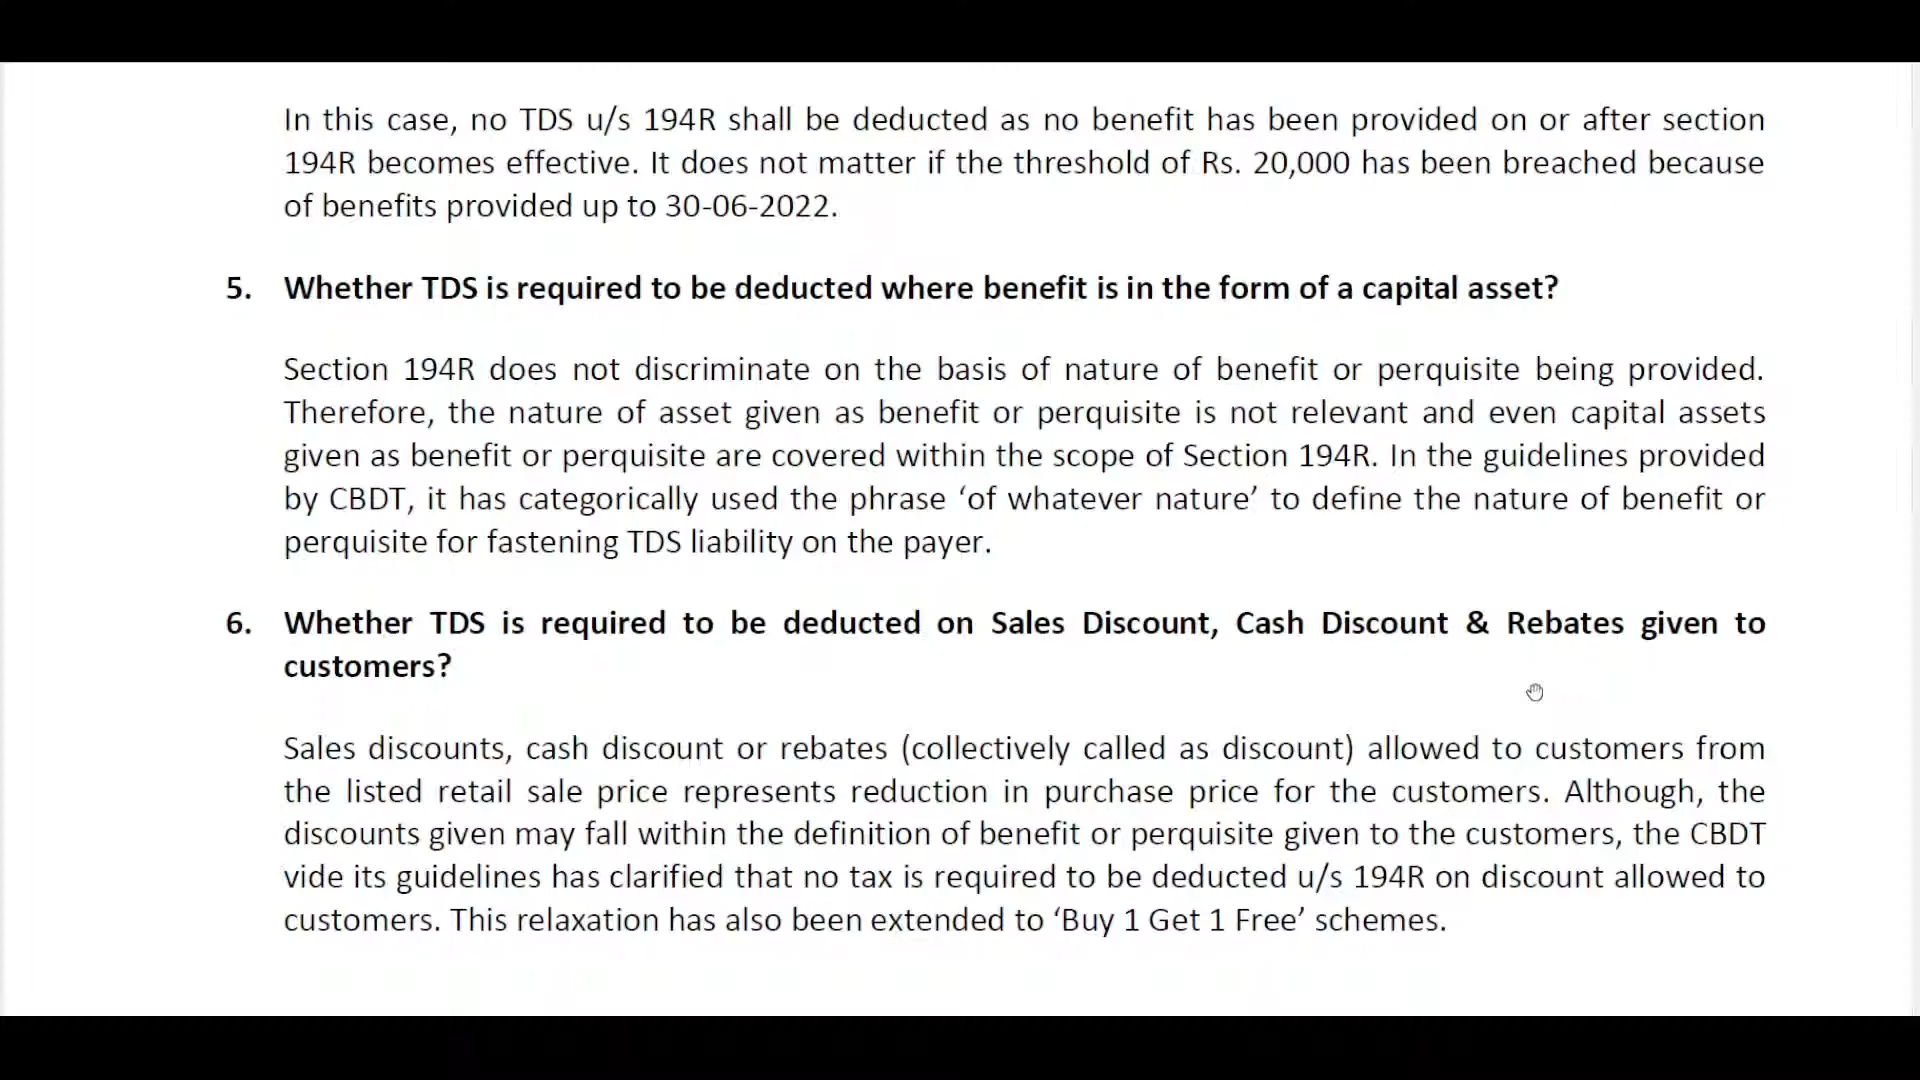 In this case, no TDS u/s 194R shall be deducted as no benefit has been provided on or after section
194R becomes effective. It does not matter if the threshold of Rs. 20,000 has been breached because
of benefits provided up to 30-06-2022.
5. Whether TDS is required to be deducted where benefit is in the form of a capital asset?
Section 194R does not discriminate on the basis of nature of benefit or perquisite being provided.
Therefore, the nature of asset given as benefit or perquisite is not relevant and even capital assets
given as benefit or perquisite are covered within the scope of Section 194R. In the guidelines provided
by CBDT, it has categorically used the phrase ‘of whatever nature’ to define the nature of benefit or
perquisite for fastening TDS liability on the payer.
6. Whether TDS is required to be deducted on Sales Discount, Cash Discount & Rebates given to
customers?
Sales discounts, cash discount or rebates (collectively called as discount) allowed to customers from
the listed retail sale price represents reduction in purchase price for the customers. Although, the
discounts given may fall within the definition of benefit or perquisite given to the customers, the CBDT
vide its guidelines has clarified that no tax is required to be deducted u/s 194R on discount allowed to
customers. This relaxation has also been extended to ‘Buy 1 Get 1 Free’ schemes.